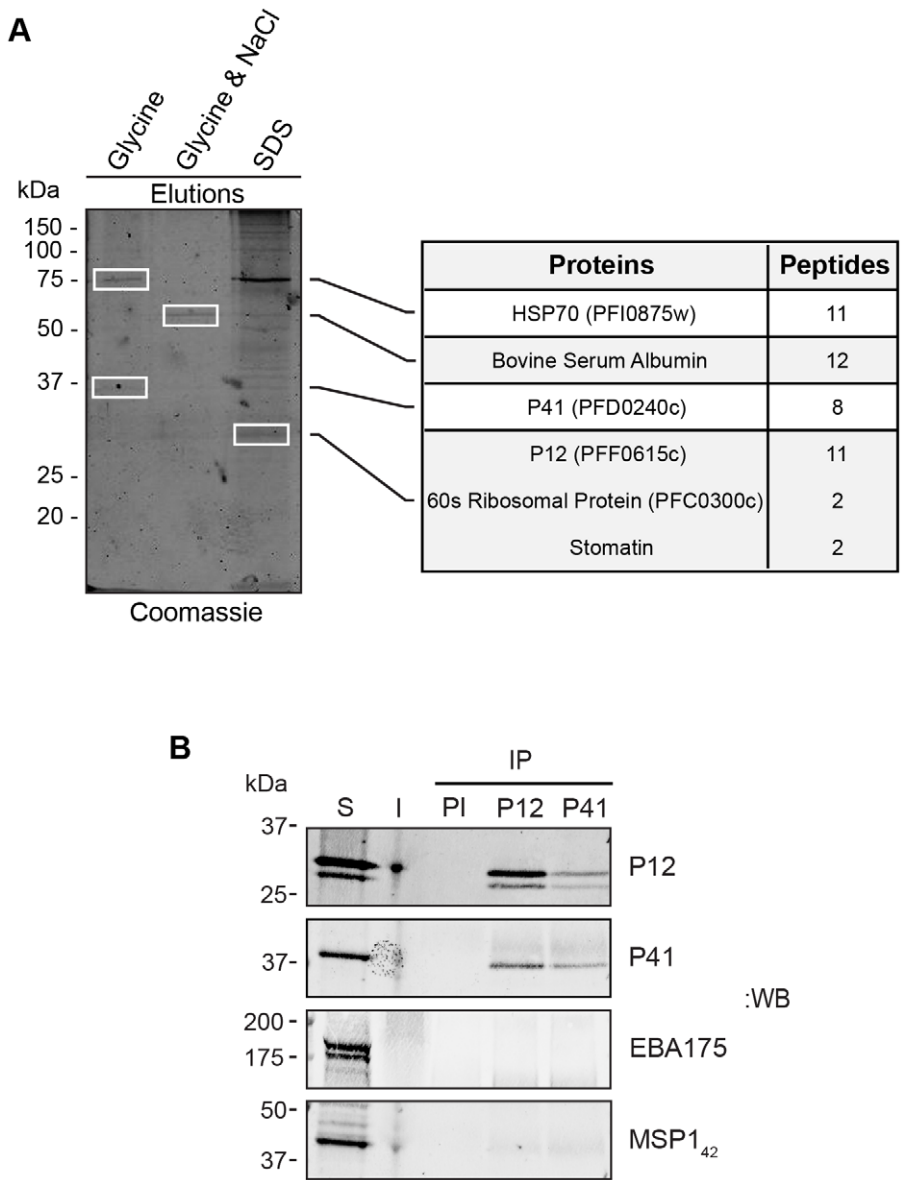 A
Glycine
Glycine & NaCl
SDS
kDa
Elutions
150 -
100 -
75 -
50 -
37 -
25 -
20 -
Coomassie
Proteins Peptides
HSP70 (PFI0875w) 11
Bovine Serum Albumin 12
P41 (PFD0240c) 8
P12 (PFF0615c) 11
60s Ribosomal Protein (PFC0300c) 2
Stomatin 2
B
IP
kDa
S I PI P12 P41
37-
P12
25-
37-
P41
:WB
200 -
EBA175
175 -
50-
MSP1₄₂
37-